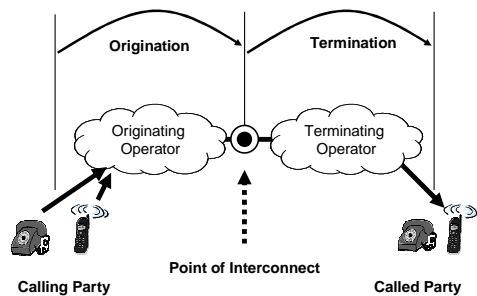 Origination
Termination
Originating
Operator
Terminating
Operator
Point of Interconnect
Calling Party
Called Party